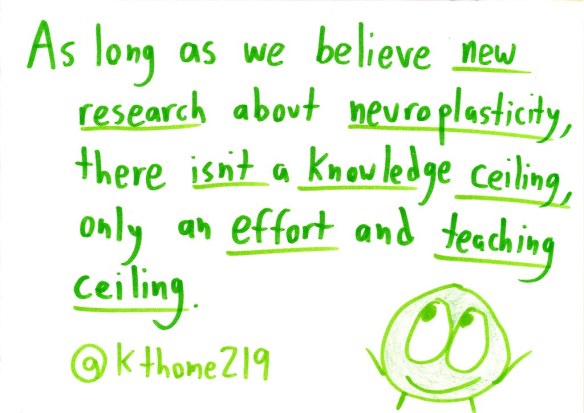 As long as we believe new
research about neuroplasticity,
there isn't a knowledge ceiling,
only an effort and teaching
ceiling.
@kthome219